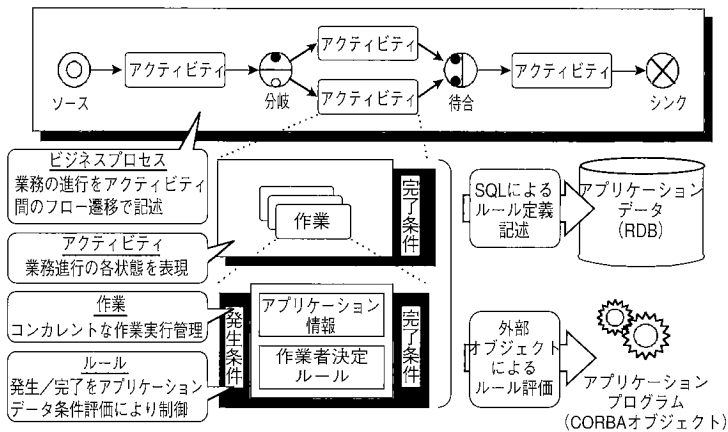 アクティビティ
アクティビティ
アクティビティ
アクティビティ
ソース
分岐
待合
シンク
ビジネスプロセス
業務の進行をアクティビティ
間のフロー遷移で記述
アクティビティ
業務進行の各状態を表現
作業
コンカレントな作業実行管理
ルール
発生/完了をアプリケーション
データ条件評価により制御
作業
完了条件
発生条件
アプリケーション
情報
作業者決定
ルール
完了条件
SQLによる
ルール定義
記述
アプリケーション
データ
(RDB)
外部
オブジェクト
による
ルール評価
アプリケーション
プログラム
(CORBAオブジェクト)